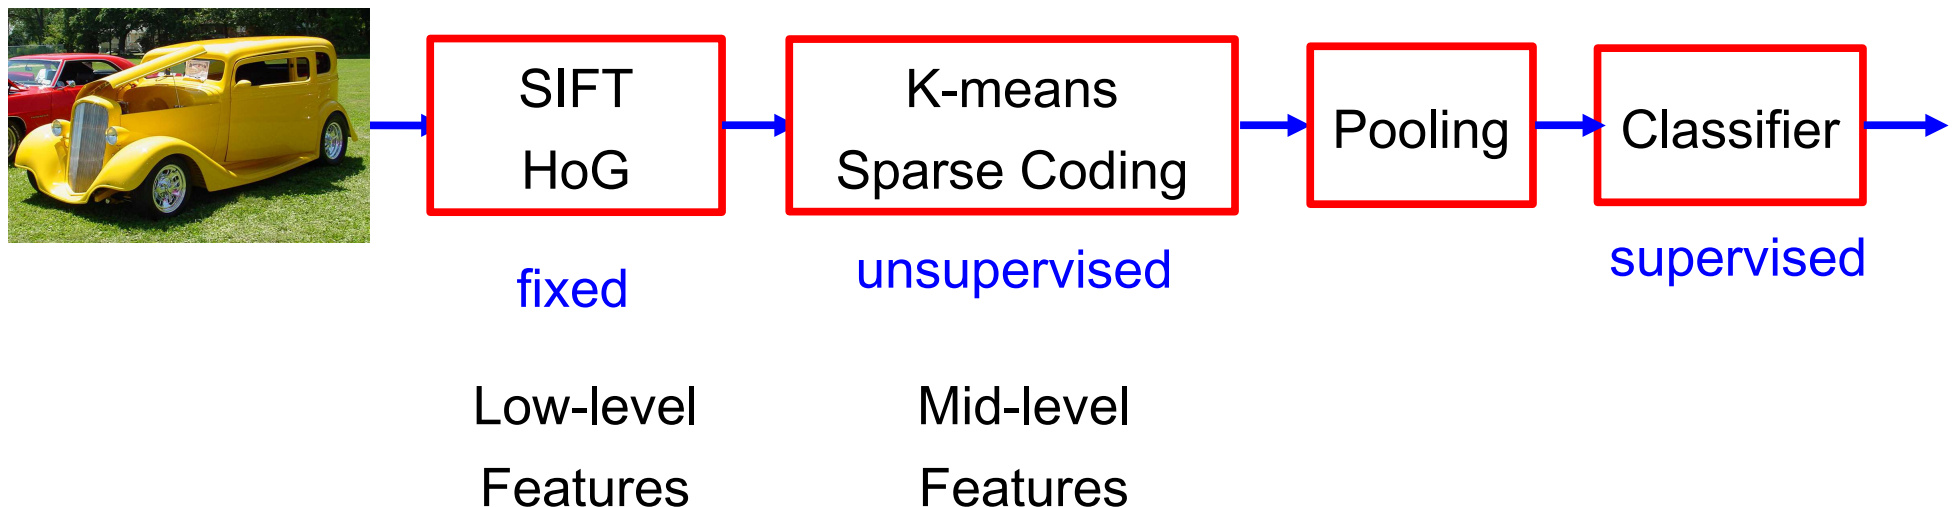 SIFT
HoG
K-means
Sparse Coding
Pooling
Classifier
fixed
unsupervised
supervised
Low-level
Features
Mid-level
Features